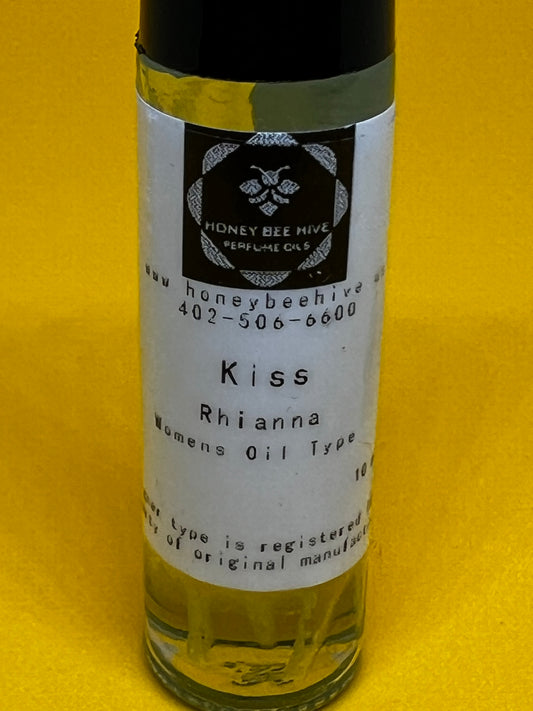 HONEY BEE HIVE
PERFUME OILS
www honeybeehive
402-506-6600
Kiss
Rhianna
Womens Oil Type
10
type is registered
of original